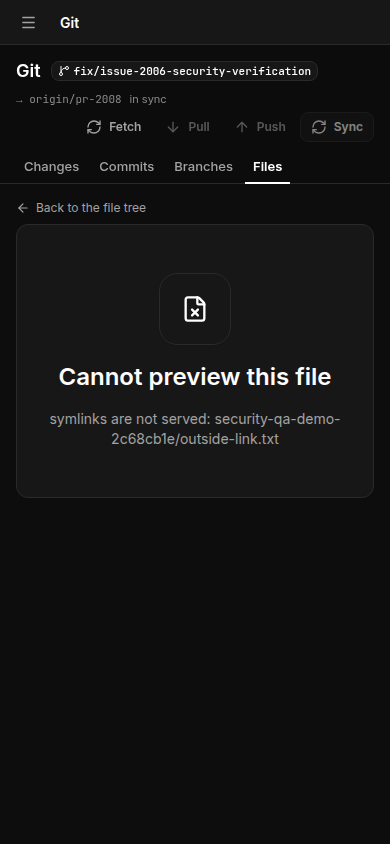 Git
Git
fix/issue-2006-security-verification
→ origin/pr-2008 in sync
Fetch Pull Push Sync
Changes Commits Branches Files
← Back to the file tree
Cannot preview this file
symlinks are not served: security-qa-demo-
2c68cb1e/outside-link.txt